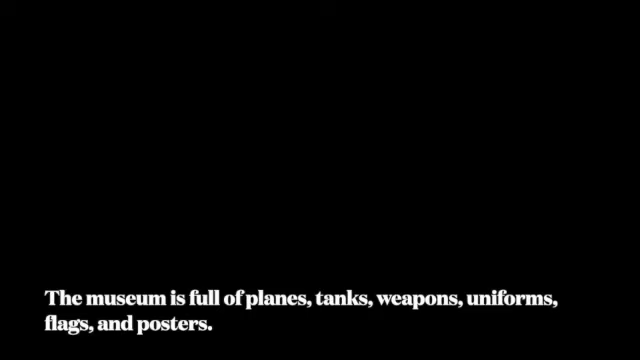 The museum is full of planes, tanks, weapons, uniforms,
flags, and posters.